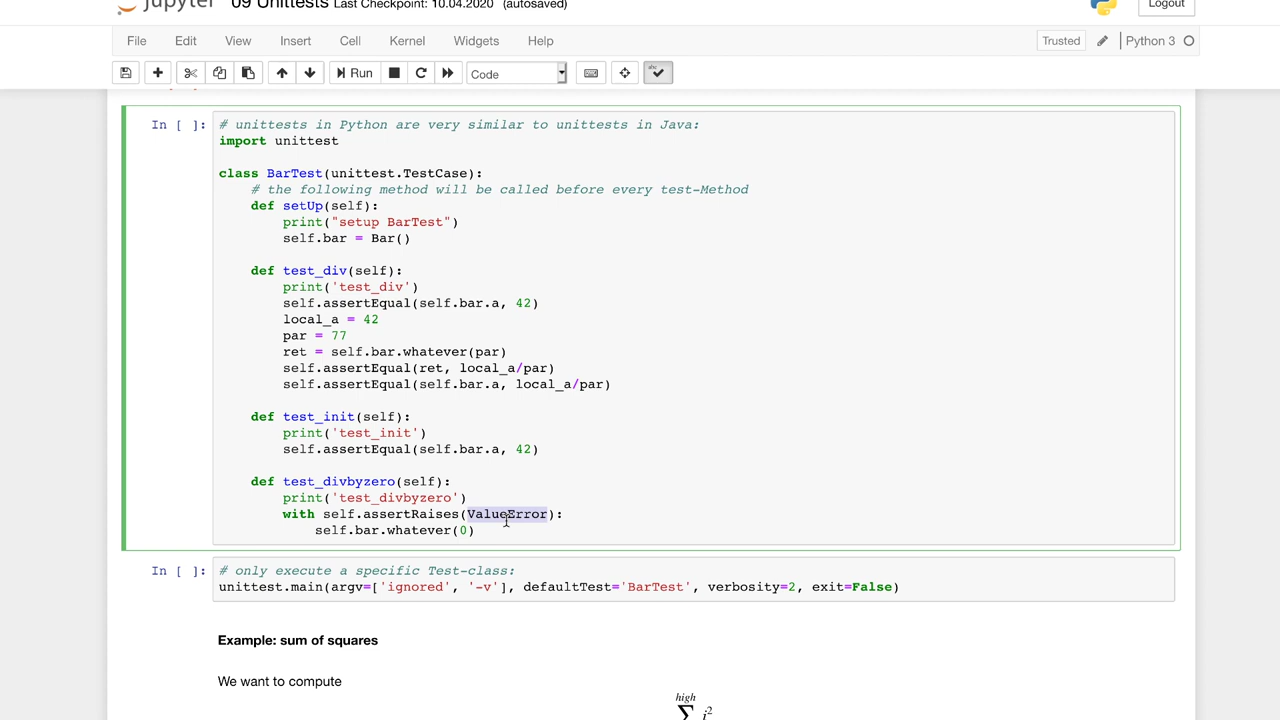 jupyter 09 Unittests Last Checkpoint: 10.04.2020 (autosaved) Logout
File Edit View Insert Cell Kernel Widgets Help Trusted Python 3
Run Code
In [ ]: # unittests in Python are very similar to unittests in Java:
import unittest
class BarTest(unittest.TestCase):
# the following method will be called before every test-Method
def setUp(self):
print("setup BarTest")
self.bar = Bar()
def test_div(self):
print('test_div')
self.assertEqual(self.bar.a, 42)
local_a = 42
par = 77
ret = self.bar.whatever(par)
self.assertEqual(ret, local_a/par)
self.assertEqual(self.bar.a, local_a/par)
def test_init(self):
print('test_init')
self.assertEqual(self.bar.a, 42)
def test_divbyzero(self):
print('test_divbyzero')
with self.assertRaises(ValueError):
self.bar.whatever(0)
In [ ]: # only execute a specific Test-class:
unittest.main(argv=['ignored', '-v'], defaultTest='BarTest', verbosity=2, exit=False)
Example: sum of squares
We want to compute
high
∑ i²